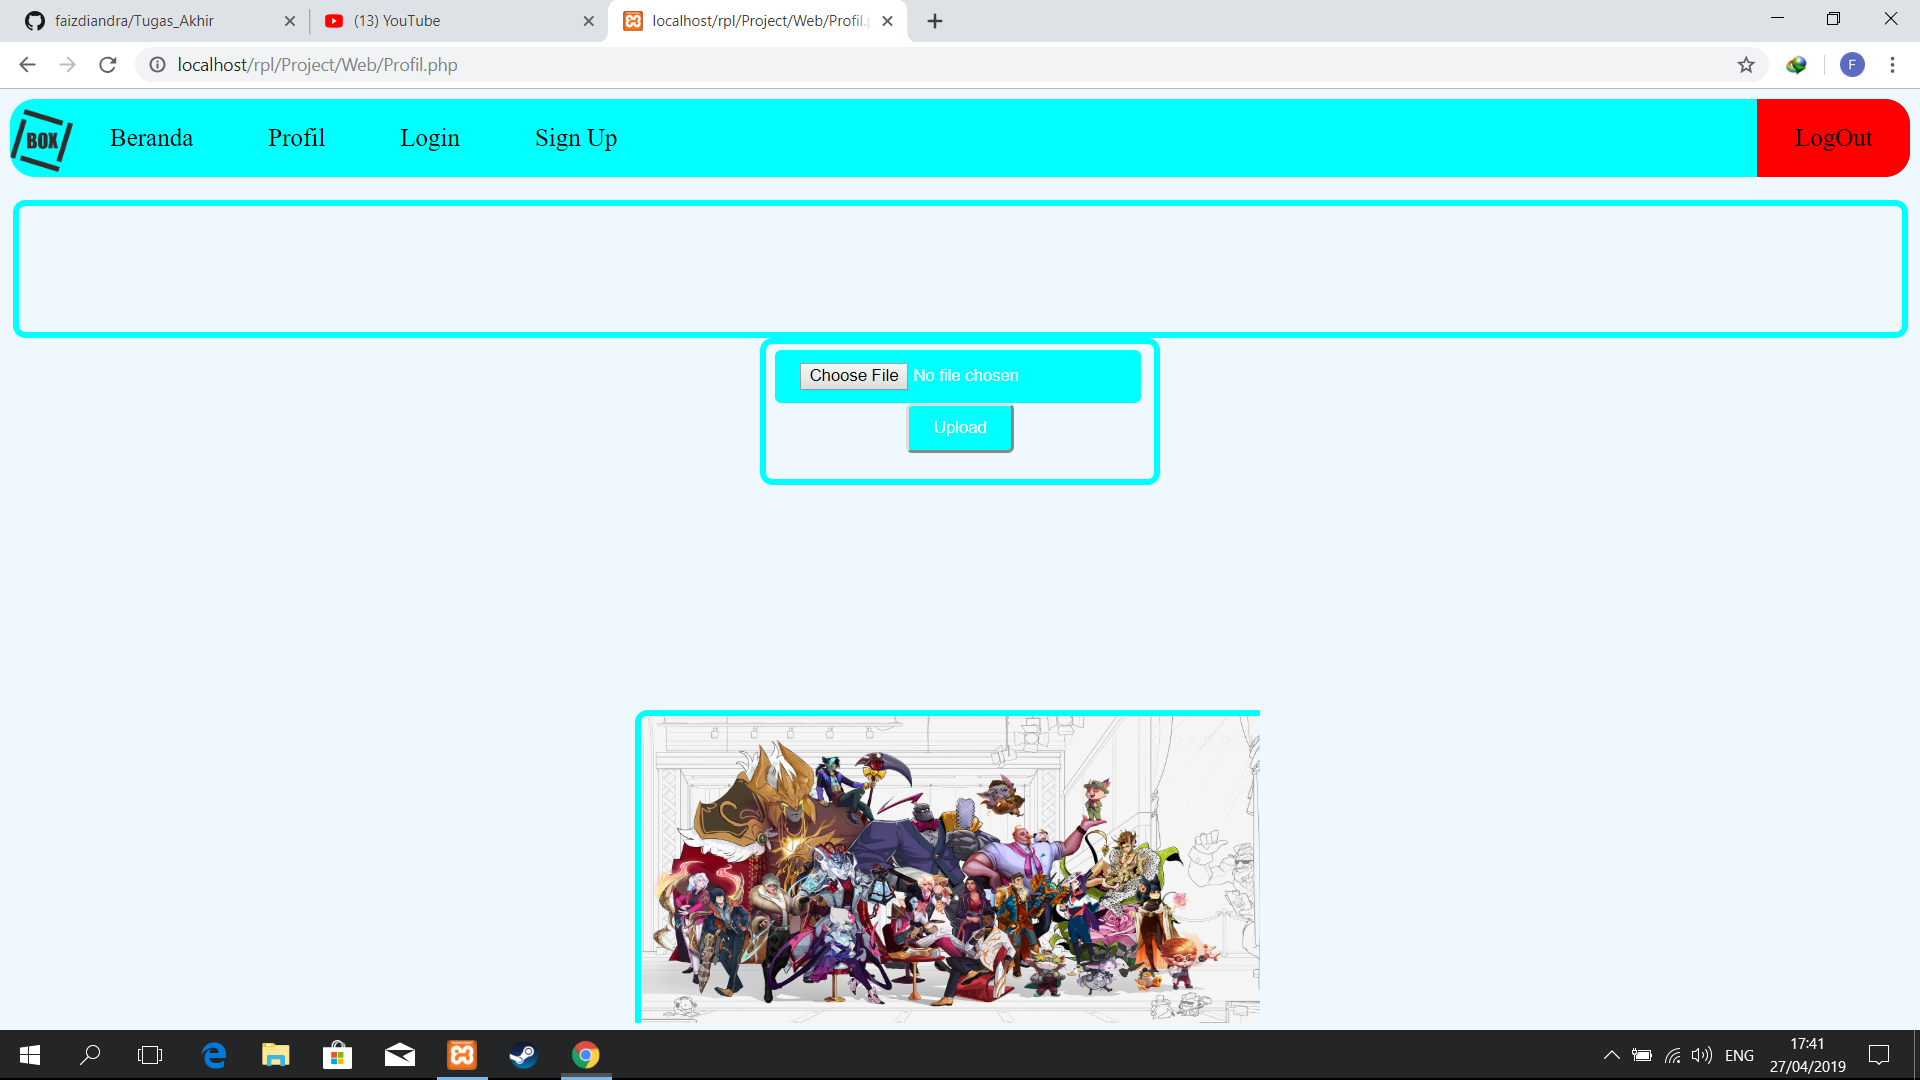 faizdiandra/Tugas_Akhir
(13) YouTube
localhost/rpl/Project/Web/Profil.p
localhost/rpl/Project/Web/Profil.php
F
BOX
Beranda
Profil
Login
Sign Up
LogOut
Choose File No file chosen
Upload
ENG
17:41
27/04/2019